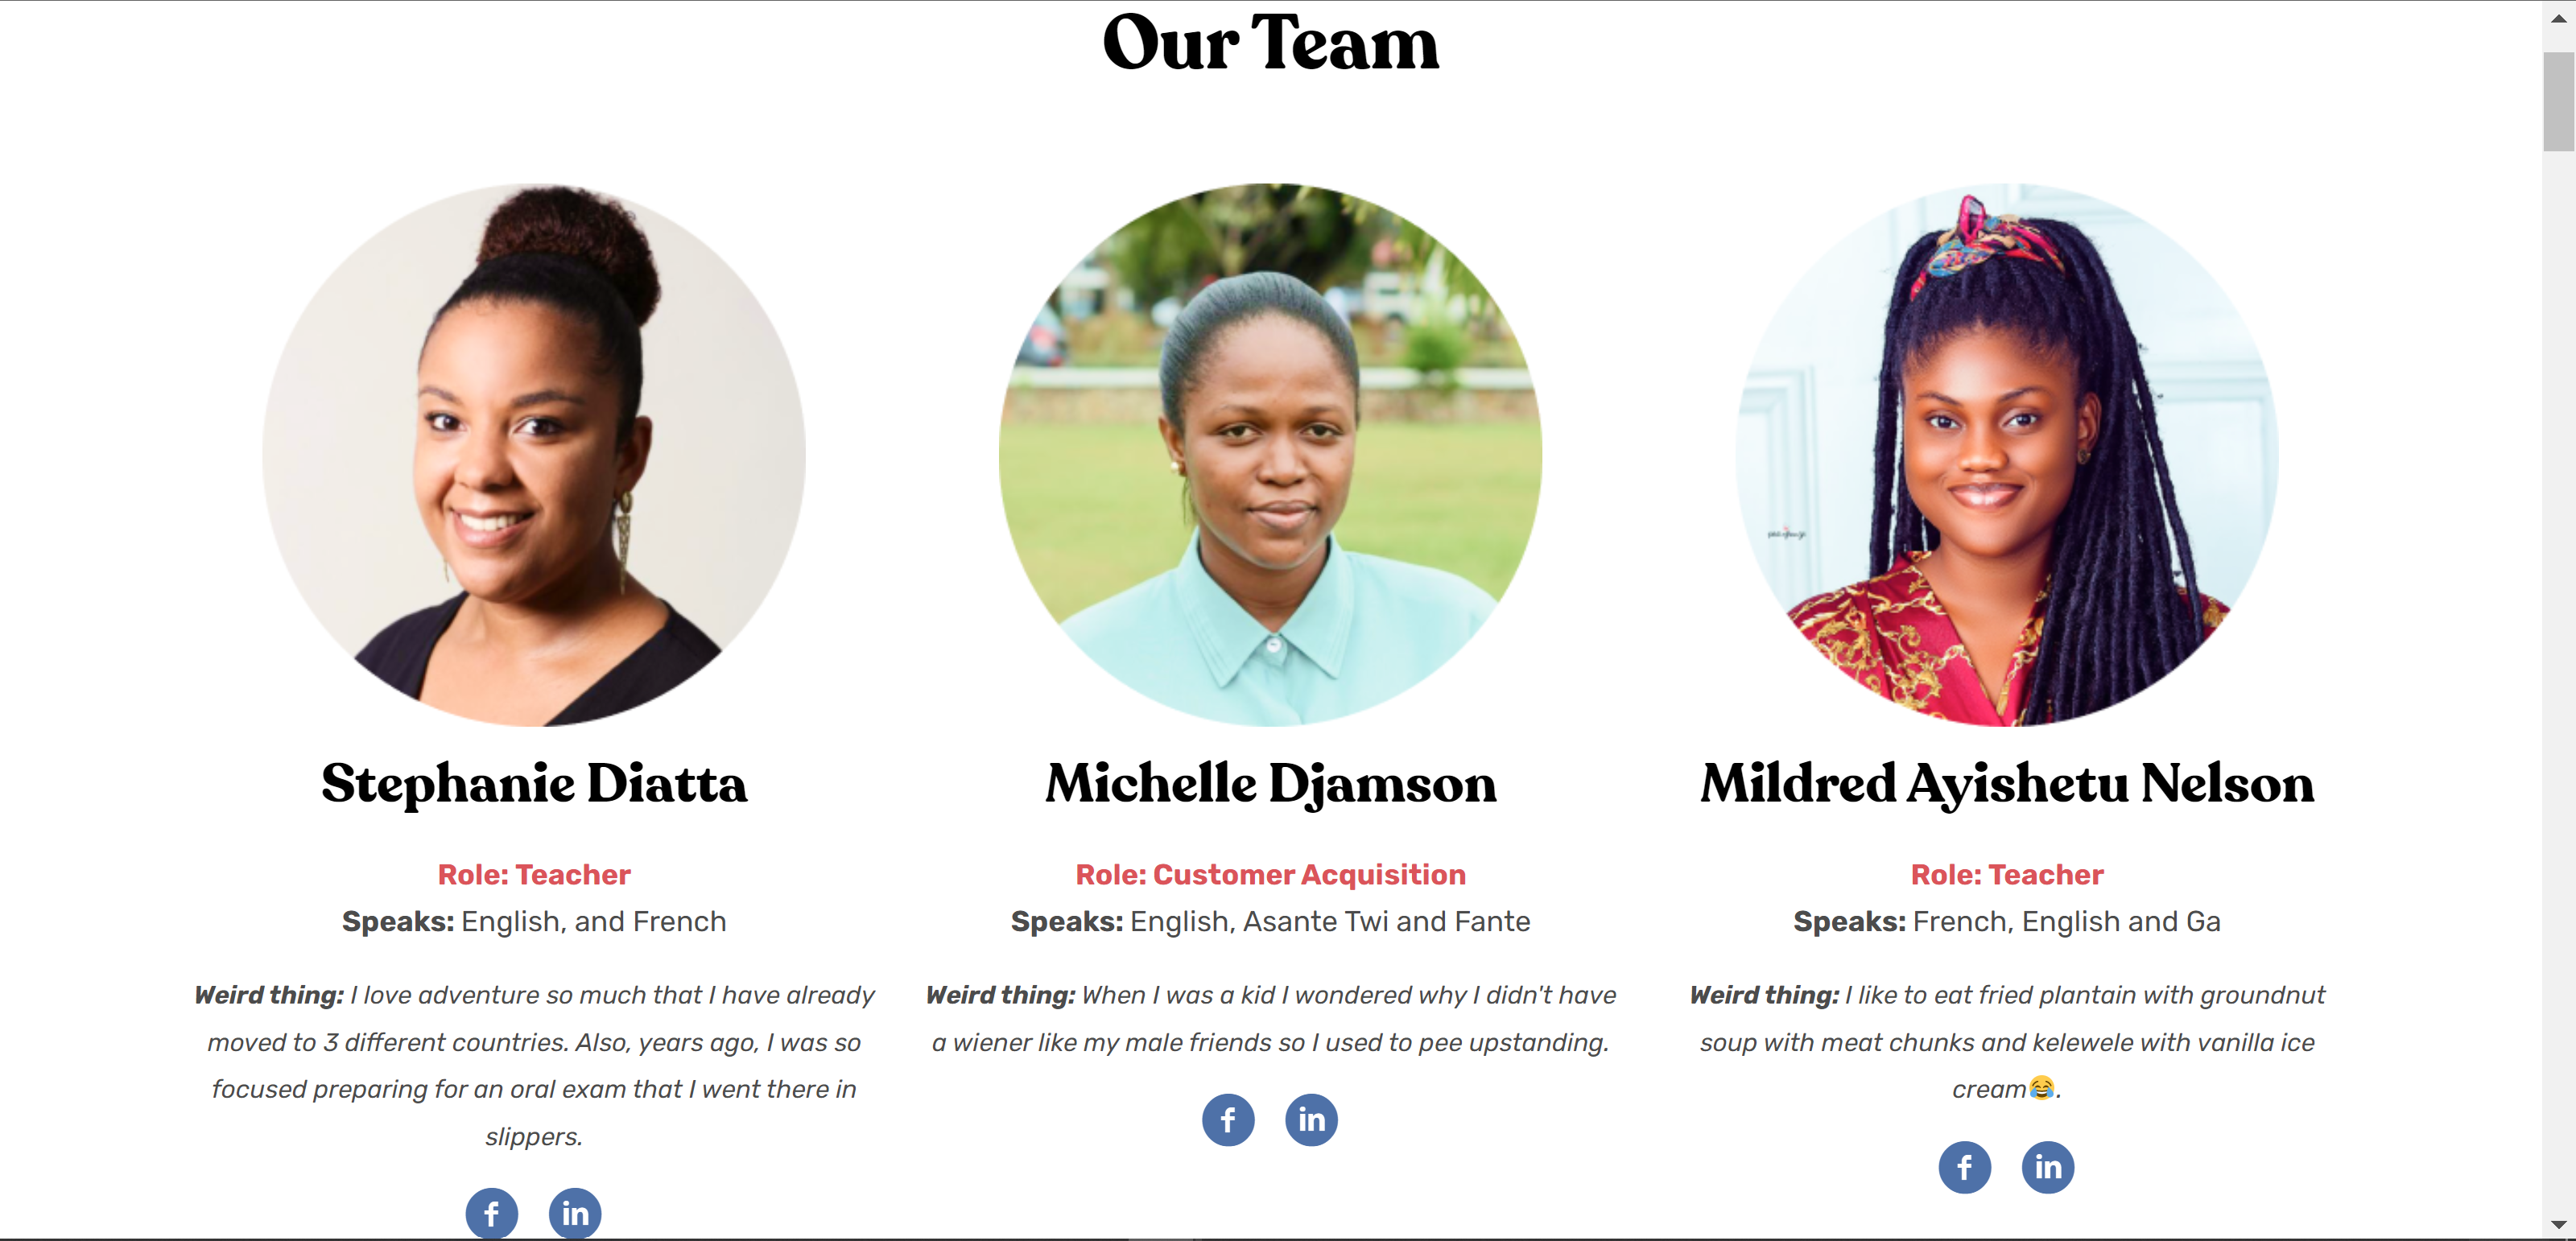 Our Team
Stephanie Diatta
Role: Teacher
Speaks: English, and French
Weird thing: I love adventure so much that I have already
moved to 3 different countries. Also, years ago, I was so
focused preparing for an oral exam that I went there in
slippers.
f in
Michelle Djamson
Role: Customer Acquisition
Speaks: English, Asante Twi and Fante
Weird thing: When I was a kid I wondered why I didn't have
a wiener like my male friends so I used to pee upstanding.
f in
Mildred Ayishetu Nelson
Role: Teacher
Speaks: French, English and Ga
Weird thing: I like to eat fried plantain with groundnut
soup with meat chunks and kelewele with vanilla ice
cream😂.
f in